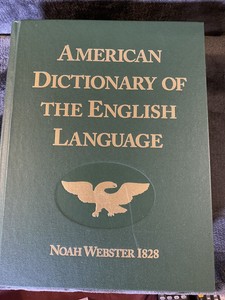 AMERICAN
DICTIONARY OF
THE ENGLISH
LANGUAGE
NOAH WEBSTER 1828